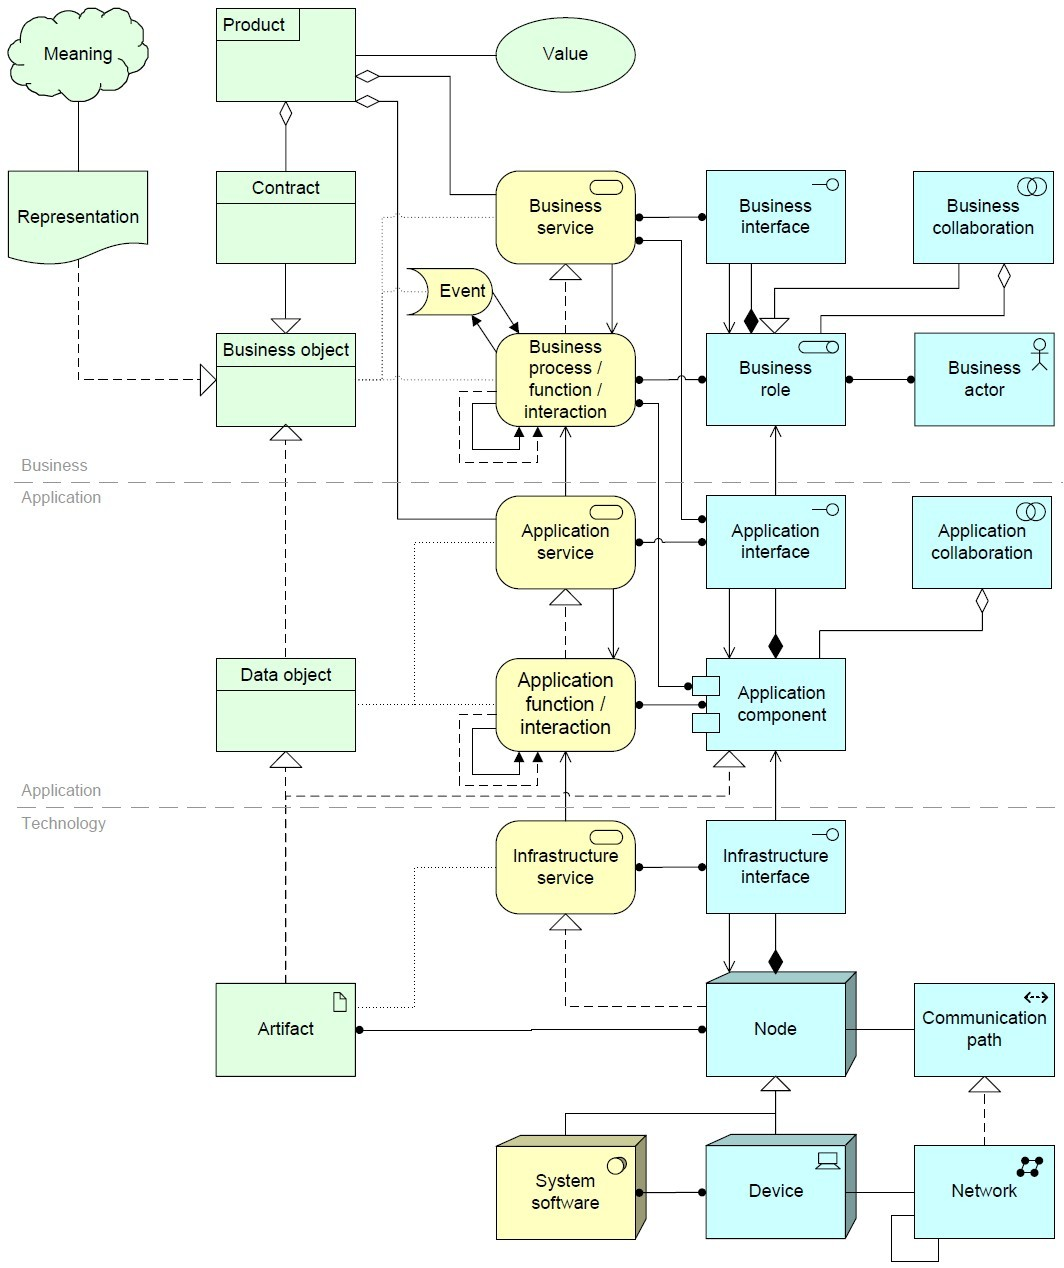 Meaning
Product
Value
Representation
Contract
Business
service
Business
interface
Business
collaboration
Event
Business object
Business
process /
function /
interaction
Business
role
Business
actor
Business
Application
Application
service
Application
interface
Application
collaboration
Data object
Application
function /
interaction
Application
component
Application
Technology
Infrastructure
service
Infrastructure
interface
Artifact
Node
Communication
path
System
software
Device
Network